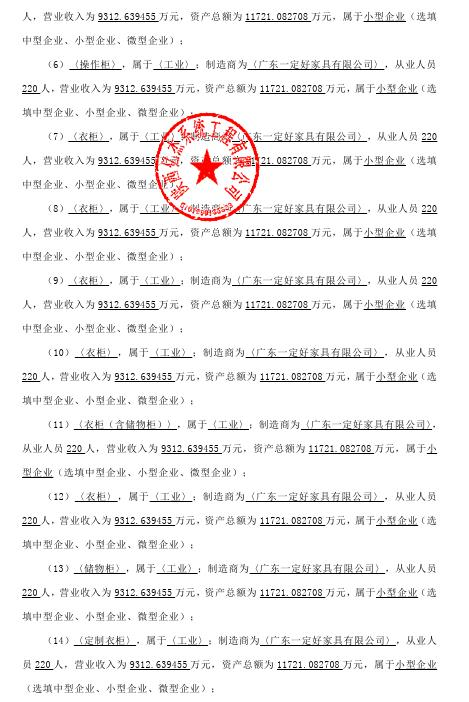 人，营业收入为 9312.639455 万元，资产总额为 11721.082708 万元，属于小型企业（选填
中型企业、小型企业、微型企业）；
（6）〈操作柜〉，属于〈工业〉；制造商为〈广东一定好家具有限公司〉，从业人员
220 人，营业收入为 9312.639455 万元，资产总额为 11721.082708 万元，属于小型企业（选
填中型企业、小型企业、微型企业）；
（7）〈衣柜〉，属于〈工业〉；制造商为〈广东一定好家具有限公司〉，从业人员 220
人，营业收入为 9312.639455 万元，资产总额为 11721.082708 万元，属于小型企业（选填
中型企业、小型企业、微型企业）；
（8）〈衣柜〉，属于〈工业〉；制造商为〈广东一定好家具有限公司〉，从业人员 220
人，营业收入为 9312.639455 万元，资产总额为 11721.082708 万元，属于小型企业（选填
中型企业、小型企业、微型企业）；
（9）〈衣柜〉，属于〈工业〉；制造商为〈广东一定好家具有限公司〉，从业人员 220
人，营业收入为 9312.639455 万元，资产总额为 11721.082708 万元，属于小型企业（选填
中型企业、小型企业、微型企业）；
（10）〈衣柜〉，属于〈工业〉；制造商为〈广东一定好家具有限公司〉，从业人员
220 人，营业收入为 9312.639455 万元，资产总额为 11721.082708 万元，属于小型企业（选
填中型企业、小型企业、微型企业）；
（11）〈衣柜(含储物柜)〉，属于〈工业〉；制造商为〈广东一定好家具有限公司〉，
从业人员 220 人，营业收入为 9312.639455 万元，资产总额为 11721.082708 万元，属于小
型企业（选填中型企业、小型企业、微型企业）；
（12）〈衣柜〉，属于〈工业〉；制造商为〈广东一定好家具有限公司〉，从业人员
220 人，营业收入为 9312.639455 万元，资产总额为 11721.082708 万元，属于小型企业（选
填中型企业、小型企业、微型企业）；
（13）〈储物柜〉，属于〈工业〉；制造商为〈广东一定好家具有限公司〉，从业人员
220 人，营业收入为 9312.639455 万元，资产总额为 11721.082708 万元，属于小型企业（选
填中型企业、小型企业、微型企业）；
（14）〈定制衣柜〉，属于〈工业〉；制造商为〈广东一定好家具有限公司〉，从业人
员 220 人，营业收入为 9312.639455 万元，资产总额为 11721.082708 万元，属于小型企业
（选填中型企业、小型企业、微型企业）；